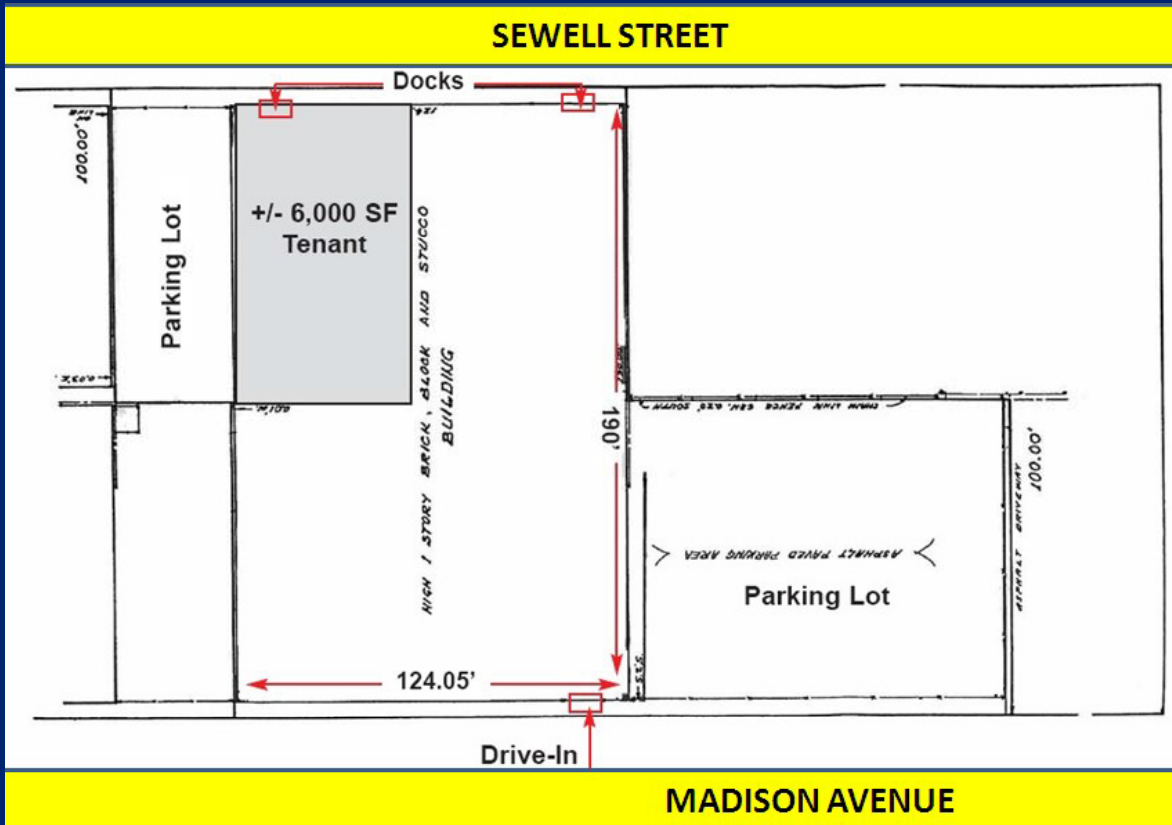 SEWELL STREET
Docks
100.00'
+/- 6,000 SF
Tenant
Parking Lot
HIGH 1 STORY BRICK, BLOCK AND STUCCO
BUILDING
190'
100.00'
ASPHALT DRIVEWAY
ASPHALT PAVED PARKING AREA
Parking Lot
124.05'
Drive-In
MADISON AVENUE